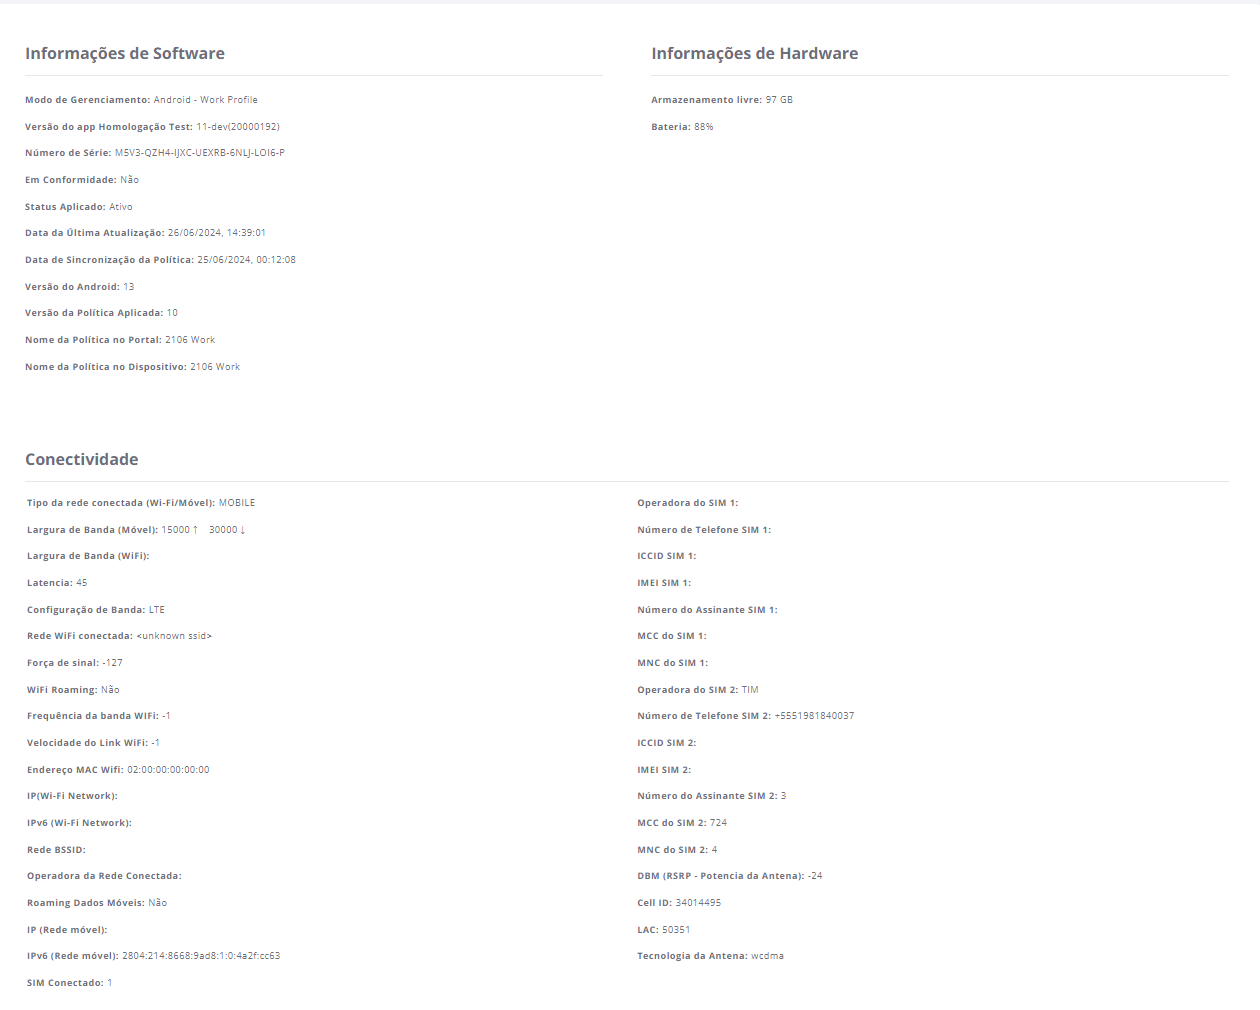 Informações de Software
Modo de Gerenciamento: Android - Work Profile
Versão do app Homologação Test: 11-dev(20000192)
Número de Série: M5V3-QZH4-IJXC-UEXRB-6NLJ-LOI6-P
Em Conformidade: Não
Status Aplicado: Ativo
Data da Última Atualização: 26/06/2024, 14:39:01
Data de Sincronização da Política: 25/06/2024, 00:12:08
Versão do Android: 13
Versão da Política Aplicada: 10
Nome da Política no Portal: 2106 Work
Nome da Política no Dispositivo: 2106 Work
Informações de Hardware
Armazenamento livre: 97 GB
Bateria: 88%
Conectividade
Tipo da rede conectada (Wi-Fi/Móvel): MOBILE
Largura de Banda (Móvel): 15000 ↑ 30000 ↓
Largura de Banda (WiFi):
Latencia: 45
Configuração de Banda: LTE
Rede WiFi conectada: <unknown ssid>
Força de sinal: -127
WiFi Roaming: Não
Frequência da banda WIFi: -1
Velocidade do Link WiFi: -1
Endereço MAC Wifi: 02:00:00:00:00:00
IP(Wi-Fi Network):
IPv6 (Wi-Fi Network):
Rede BSSID:
Operadora da Rede Conectada:
Roaming Dados Móveis: Não
IP (Rede móvel):
IPv6 (Rede móvel): 2804:214:8668:9ad8:1:0:4a2f:cc63
SIM Conectado: 1
Operadora do SIM 1:
Número de Telefone SIM 1:
ICCID SIM 1:
IMEI SIM 1:
Número do Assinante SIM 1:
MCC do SIM 1:
MNC do SIM 1:
Operadora do SIM 2: TIM
Número de Telefone SIM 2: +5551981840037
ICCID SIM 2:
IMEI SIM 2:
Número do Assinante SIM 2: 3
MCC do SIM 2: 724
MNC do SIM 2: 4
DBM (RSRP - Potencia da Antena): -24
Cell ID: 34014495
LAC: 50351
Tecnologia da Antena: wcdma